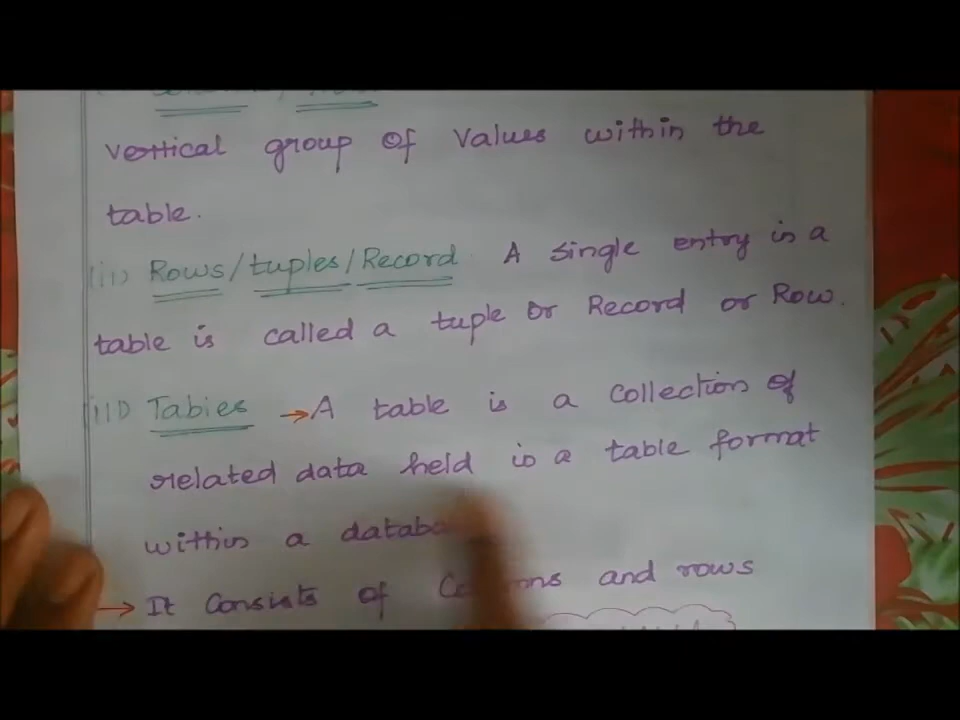 vertical group of values within the
table.
(ii) Rows/tuples/Record A single entry in a
table is called a tuple or Record or Row.
iii) Tables → A table is a collection of
related data held is a table format
within a
→ It consists of and rows